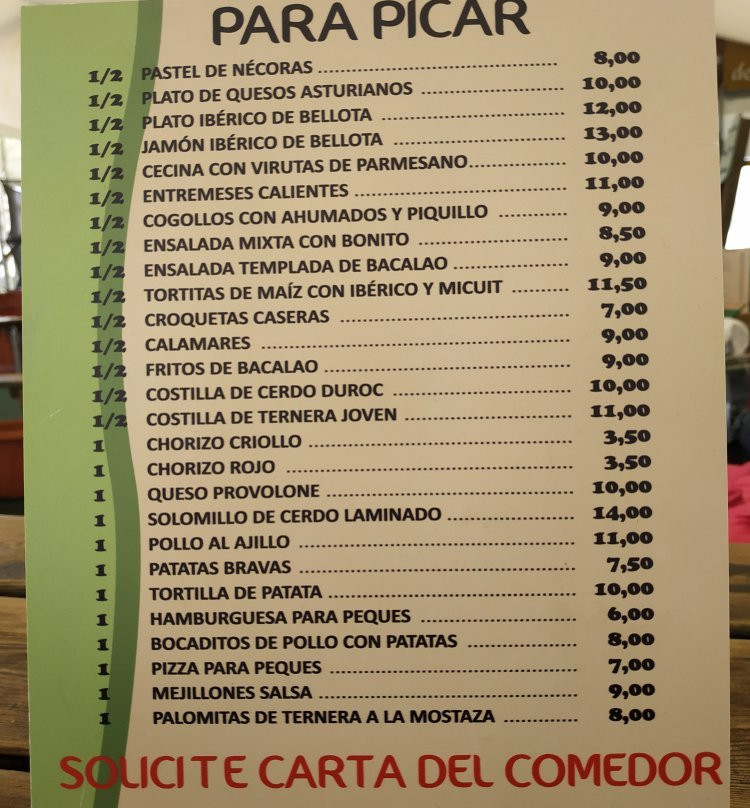 PARA PICAR
1/2 PASTEL DE NÉCORAS ........ 8,00
1/2 PLATO DE QUESOS ASTURIANOS ........ 10,00
1/2 PLATO IBÉRICO DE BELLOTA ........ 12,00
1/2 JAMÓN IBÉRICO DE BELLOTA ........ 13,00
1/2 CECINA CON VIRUTAS DE PARMESANO ........ 10,00
1/2 ENTREMESES CALIENTES ........ 11,00
1/2 COGOLLOS CON AHUMADOS Y PIQUILLO ........ 9,00
1/2 ENSALADA MIXTA CON BONITO ........ 8,50
1/2 ENSALADA TEMPLADA DE BACALAO ........ 9,00
1/2 TORTITAS DE MAÍZ CON IBÉRICO Y MICUIT ........ 11,50
1/2 CROQUETAS CASERAS ........ 7,00
1/2 CALAMARES ........ 9,00
1/2 FRITOS DE BACALAO ........ 9,00
1/2 COSTILLA DE CERDO DUROC ........ 10,00
1/2 COSTILLA DE TERNERA JOVEN ........ 11,00
1 CHORIZO CRIOLLO ........ 3,50
1 CHORIZO ROJO ........ 3,50
1 QUESO PROVOLONE ........ 10,00
1 SOLOMILLO DE CERDO LAMINADO ........ 14,00
1 POLLO AL AJILLO ........ 11,00
1 PATATAS BRAVAS ........ 7,50
1 TORTILLA DE PATATA ........ 10,00
1 HAMBURGUESA PARA PEQUES ........ 6,00
1 BOCADITOS DE POLLO CON PATATAS ........ 8,00
1 PIZZA PARA PEQUES ........ 7,00
1 MEJILLONES SALSA ........ 9,00
1 PALOMITAS DE TERNERA A LA MOSTAZA ........ 8,00
SOLICITE CARTA DEL COMEDOR